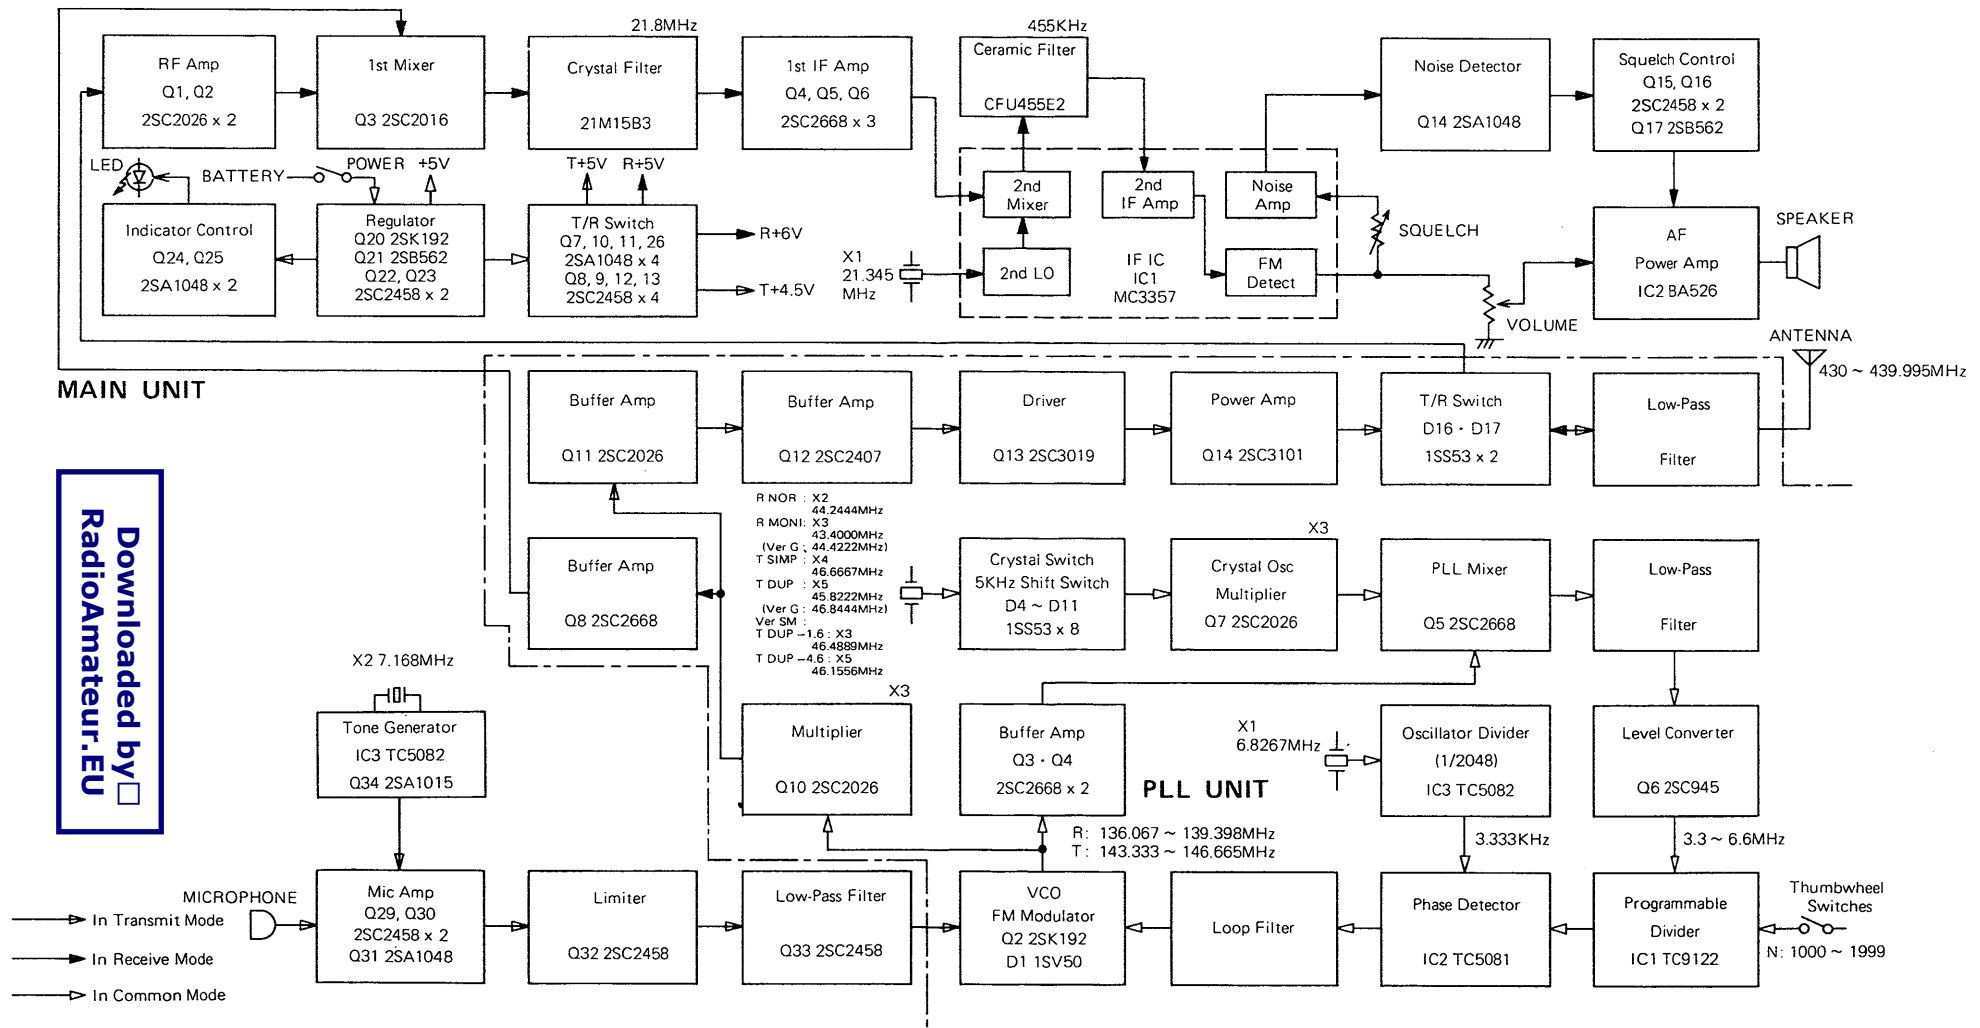 21.8MHz
455KHz
RF Amp
Q1, Q2
2SC2026 x 2
1st Mixer
Q3 2SC2016
Crystal Filter
21M15B3
1st IF Amp
Q4, Q5, Q6
2SC2668 x 3
Ceramic Filter
CFU455E2
Noise Detector
Q14 2SA1048
Squelch Control
Q15, Q16
2SC2458 x 2
Q17 2SB562
LED
BATTERY
POWER
+5V
T+5V
R+5V
Indicator Control
Q24, Q25
2SA1048 x 2
Regulator
Q20 2SK192
Q21 2SB562
Q22, Q23
2SC2458 x 2
T/R Switch
Q7, 10, 11, 26
2SA1048 x 4
Q8, 9, 12, 13
2SC2458 x 4
R+6V
T+4.5V
X1
21.345
MHz
2nd
Mixer
2nd LO
2nd
IF Amp
IF IC
IC1
MC3357
Noise
Amp
FM
Detect
SQUELCH
VOLUME
AF
Power Amp
IC2 BA526
SPEAKER
ANTENNA
430 ~ 439.995MHz
MAIN UNIT
Buffer Amp
Q11 2SC2026
Buffer Amp
Q12 2SC2407
Driver
Q13 2SC3019
Power Amp
Q14 2SC3101
T/R Switch
D16 · D17
1SS53 x 2
Low-Pass
Filter
Downloaded by
RadioAmateur.EU
Buffer Amp
Q8 2SC2668
R NOR : X2
44.2444MHz
R MONI: X3
43.4000MHz
(Ver G : 44.4222MHz)
T SIMP : X4
46.6667MHz
T DUP : X5
45.8222MHz
(Ver G : 46.8444MHz)
Ver SM :
T DUP –1.6 : X3
46.4889MHz
T DUP –4.6 : X5
46.1556MHz
Crystal Switch
5KHz Shift Switch
D4 ~ D11
1SS53 x 8
X3
Crystal Osc
Multiplier
Q7 2SC2026
PLL Mixer
Q5 2SC2668
Low-Pass
Filter
X2 7.168MHz
Tone Generator
IC3 TC5082
Q34 2SA1015
X3
Multiplier
Q10 2SC2026
Buffer Amp
Q3 · Q4
2SC2668 x 2
X1
6.8267MHz
Oscillator Divider
(1/2048)
IC3 TC5082
Level Converter
Q6 2SC945
PLL UNIT
R: 136.067 ~ 139.398MHz
T: 143.333 ~ 146.665MHz
3.333KHz
3.3 ~ 6.6MHz
MICROPHONE
In Transmit Mode
In Receive Mode
In Common Mode
Mic Amp
Q29, Q30
2SC2458 x 2
Q31 2SA1048
Limiter
Q32 2SC2458
Low-Pass Filter
Q33 2SC2458
VCO
FM Modulator
Q2 2SK192
D1 1SV50
Loop Filter
Phase Detector
IC2 TC5081
Programmable
Divider
IC1 TC9122
Thumbwheel
Switches
N: 1000 ~ 1999